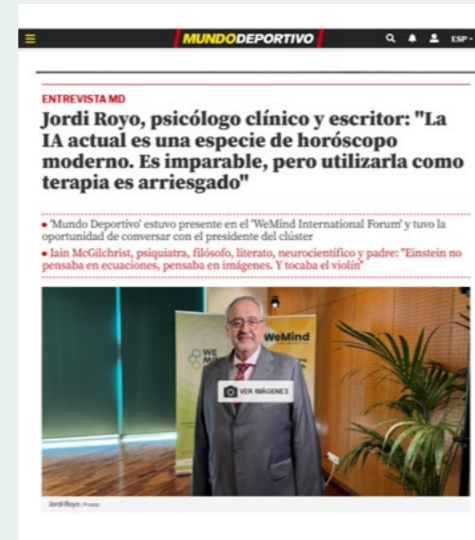 MUNDODEPORTIVO
ESP
ENTREVISTA MD
Jordi Royo, psicólogo clínico y escritor: "La
IA actual es una especie de horóscopo
moderno. Es imparable, pero utilizarla como
terapia es arriesgado"
• 'Mundo Deportivo' estuvo presente en el 'WeMind International Forum' y tuvo la
oportunidad de conversar con el presidente del clúster
• Iain McGilchrist, psiquiatra, filósofo, literato, neurocientífico y padre: "Einstein no
pensaba en ecuaciones, pensaba en imágenes. Y tocaba el violín"
WE
MIND
WeMind
VER IMÁGENES
Jordi Royo